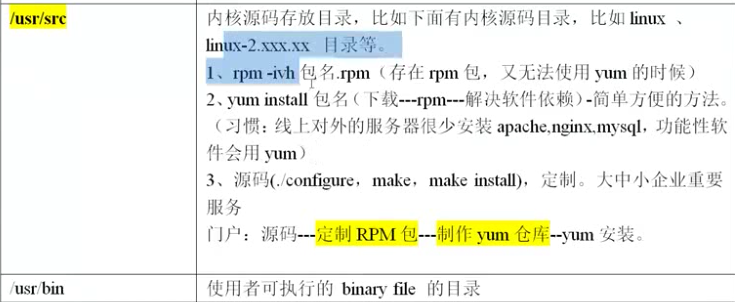 /usr/src
内核源码存放目录，比如下面有内核源码目录，比如 linux 、
linux-2.xxx.xx 目录等。
1、rpm -ivh 包名.rpm（存在 rpm 包，又无法使用 yum 的时候）
2、yum install 包名（下载---rpm---解决软件依赖）-简单方便的方法。
（习惯：线上对外的服务器很少安装 apache,nginx,mysql，功能性软
件会用 yum）
3、源码(./configure，make，make install)，定制。大中小企业重要
服务
门户：源码---定制 RPM 包---制作 yum 仓库--yum 安装。
/usr/bin
使用者可执行的 binary file 的目录